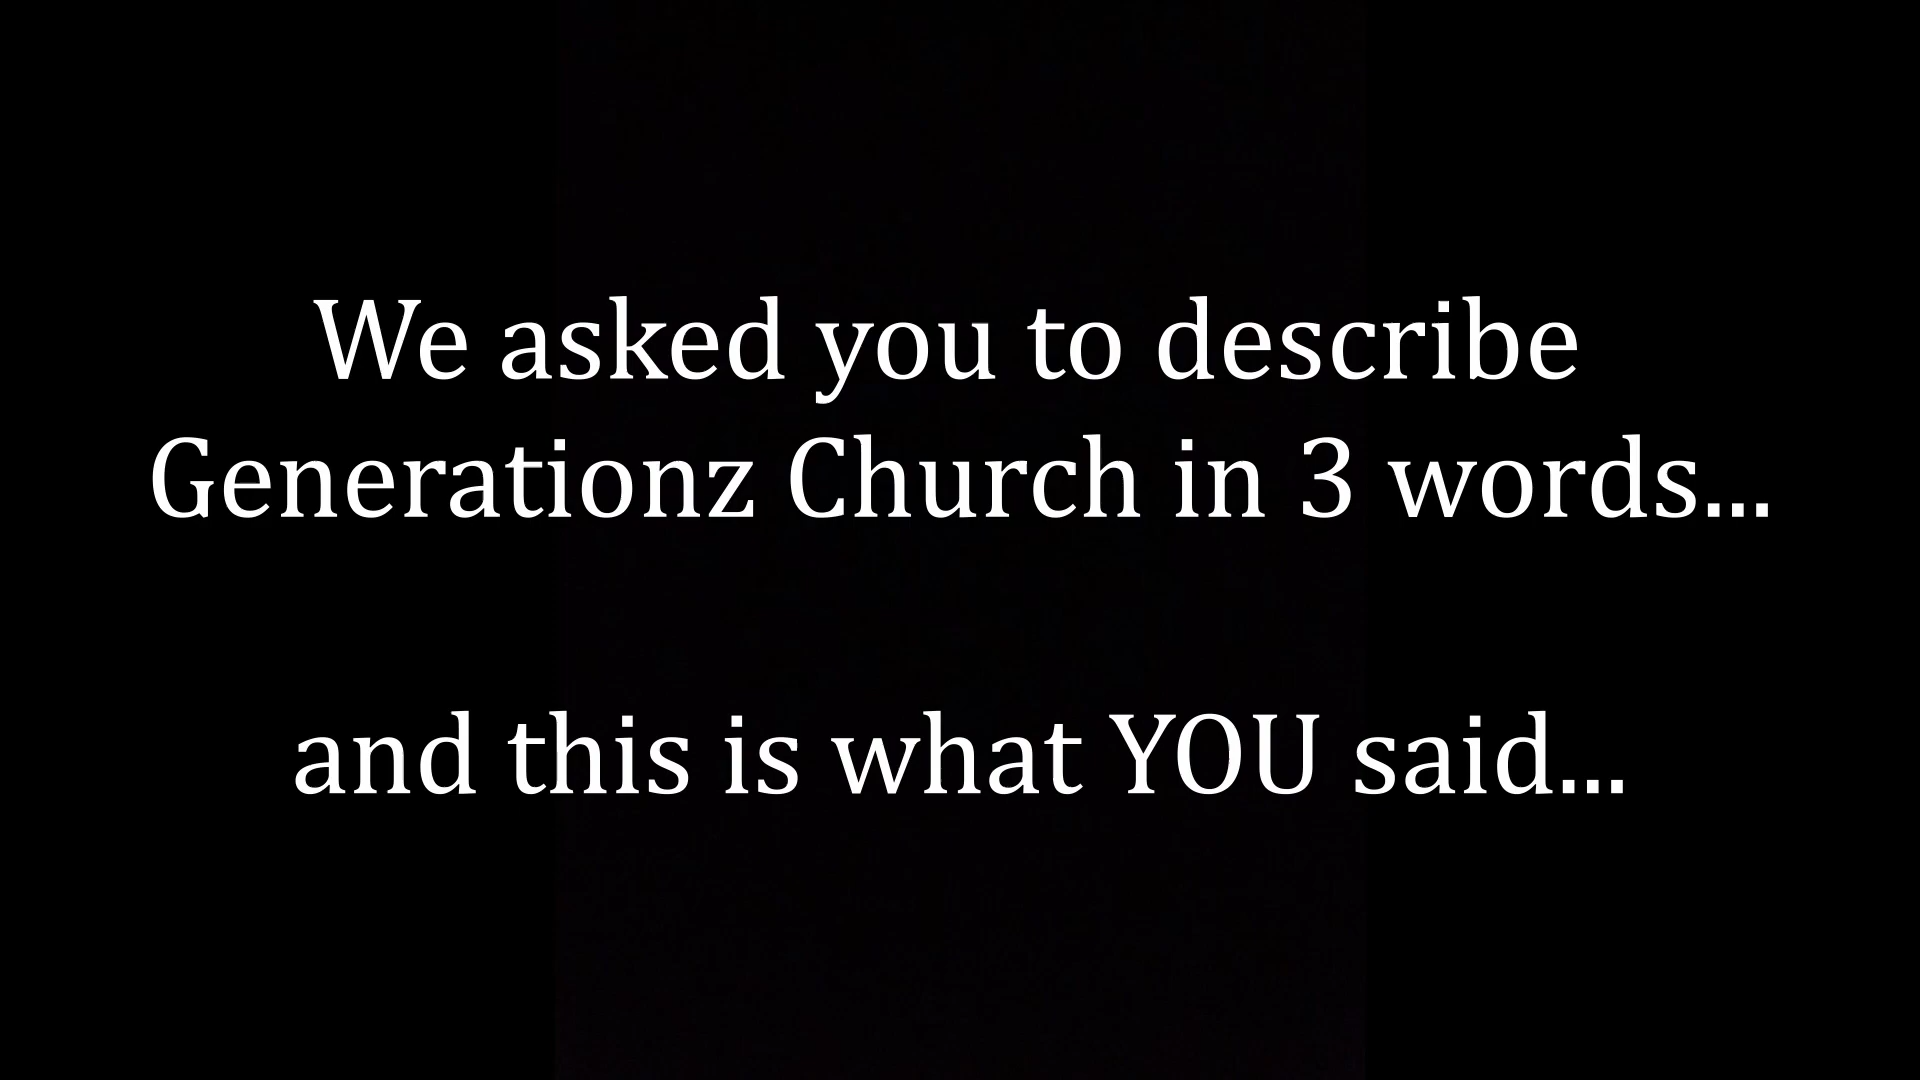 We asked you to describe
Generationz Church in 3 words...
and this is what YOU said...